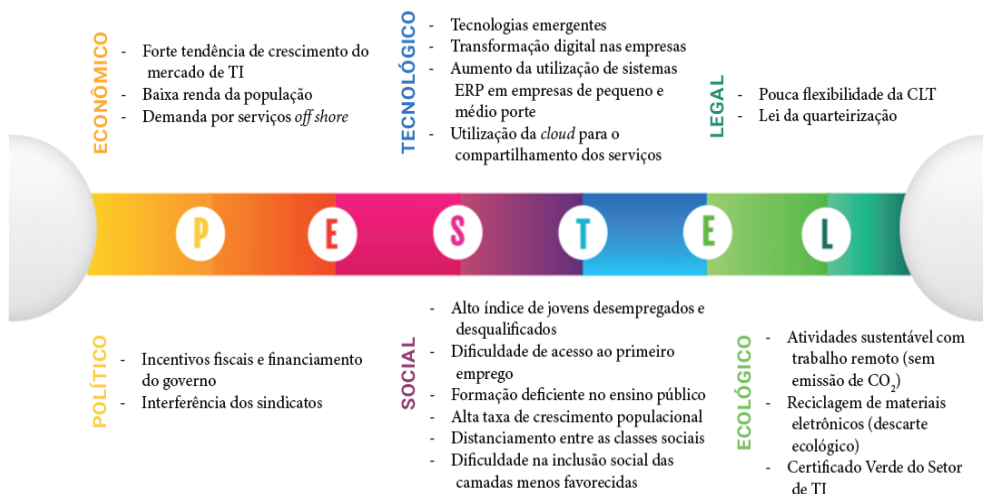 ECONÔMICO
- Forte tendência de crescimento do
mercado de TI
- Baixa renda da população
- Demanda por serviços off shore
TECNOLÓGICO
- Tecnologias emergentes
- Transformação digital nas empresas
- Aumento da utilização de sistemas
ERP em empresas de pequeno e
médio porte
- Utilização da cloud para o
compartilhamento dos serviços
LEGAL
- Pouca flexibilidade da CLT
- Lei da quarteirização
P E S T E L
POLÍTICO
- Incentivos fiscais e financiamento
do governo
- Interferência dos sindicatos
SOCIAL
- Alto índice de jovens desempregados e
desqualificados
- Dificuldade de acesso ao primeiro
emprego
- Formação deficiente no ensino público
- Alta taxa de crescimento populacional
- Distanciamento entre as classes sociais
- Dificuldade na inclusão social das
camadas menos favorecidas
ECOLÓGICO
- Atividades sustentável com
trabalho remoto (sem
emissão de CO₂)
- Reciclagem de materiais
eletrônicos (descarte
ecológico)
- Certificado Verde do Setor
de TI